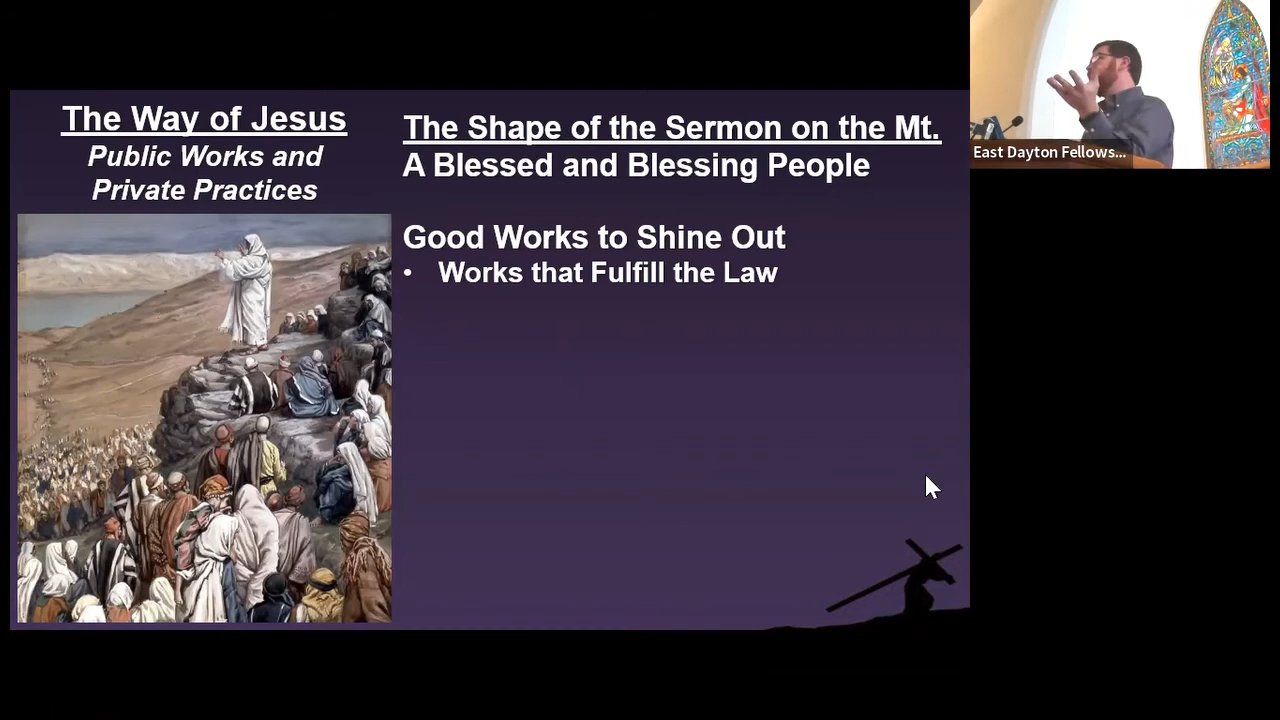 The Way of Jesus
Public Works and
Private Practices
The Shape of the Sermon on the Mt.
A Blessed and Blessing People
Good Works to Shine Out
• Works that Fulfill the Law
East Dayton Fellows...